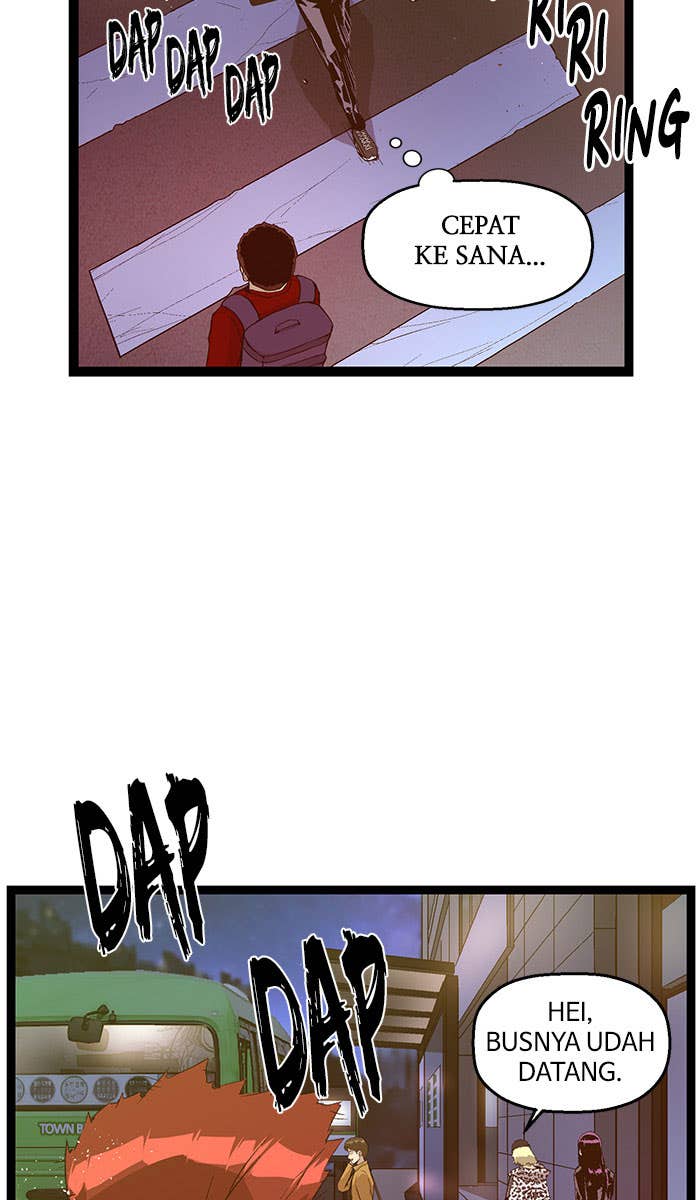 DAP
DAP
DAP
RI
RI
RING
CEPAT
KE SANA...
DAP
DAP
HEI,
BUSNYA UDAH
DATANG.
TOWN B